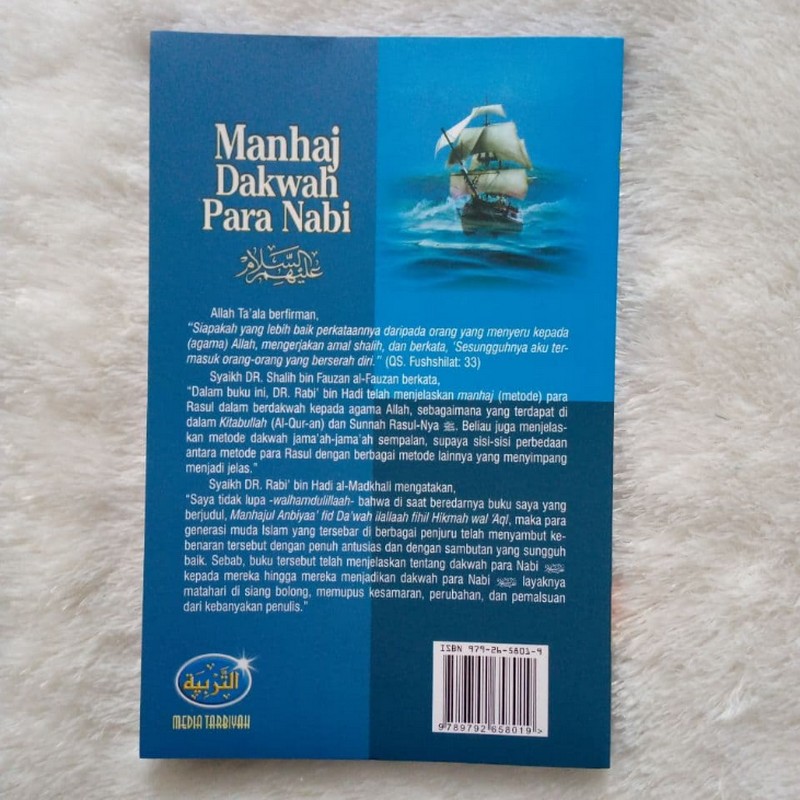 Manhaj
Dakwah
Para Nabi
عليهم السلام
Allah Ta'ala berfirman,
"Siapakah yang lebih baik perkataannya daripada orang yang menyeru kepada
(agama) Allah, mengerjakan amal shalih, dan berkata, 'Sesungguhnya aku ter-
masuk orang-orang yang berserah diri." (QS. Fushshilat: 33)
Syaikh DR. Shalih bin Fauzan al-Fauzan berkata,
"Dalam buku ini, DR. Rabi' bin Hadi telah menjelaskan manhaj (metode) para
Rasul dalam berdakwah kepada agama Allah, sebagaimana yang terdapat di
dalam Kitabullah (Al-Qur-an) dan Sunnah Rasul-Nya ﷺ. Beliau juga menjelas-
kan metode dakwah jama'ah-jama'ah sempalan, supaya sisi-sisi perbedaan
antara metode para Rasul dengan berbagai metode lainnya yang menyimpang
menjadi jelas."
Syaikh DR. Rabi' bin Hadi al-Madkhali mengatakan,
"Saya tidak lupa -walhamdulillaah- bahwa di saat beredarnya buku saya yang
berjudul, Manhajul Anbiyaa' fid Da'wah ilallaah fihil Hikmah wal 'Aql, maka para
generasi muda Islam yang tersebar di berbagai penjuru telah menyambut ke-
benaran tersebut dengan penuh antusias dan dengan sambutan yang sungguh
baik. Sebab, buku tersebut telah menjelaskan tentang dakwah para Nabi
kepada mereka hingga mereka menjadikan dakwah para Nabi layaknya
matahari di siang bolong, memupus kesamaran, perubahan, dan pemalsuan
dari kebanyakan penulis."
التَّرْبِيَة
MEDIA TARBIYAH
ISBN 979-26-5801-9
9 789792 658019 >